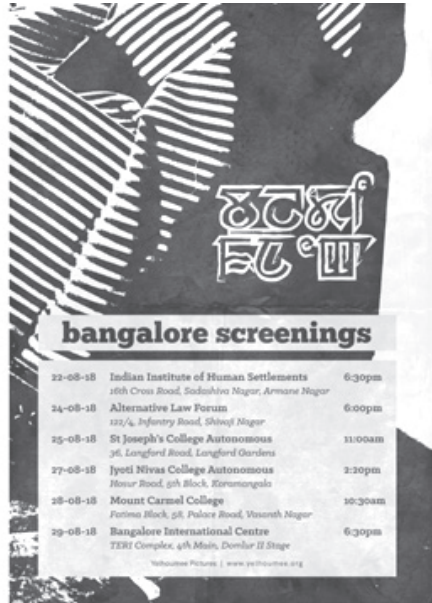 bangalore screenings
22-08-18 Indian Institute of Human Settlements 6:30pm
16th Cross Road, Sadashiva Nagar, Armane Nagar
24-08-18 Alternative Law Forum 6:00pm
122/4, Infantry Road, Shivaji Nagar
25-08-18 St Joseph's College Autonomous 11:00am
36, Langford Road, Langford Gardens
27-08-18 Jyoti Nivas College Autonomous 2:20pm
Hosur Road, 5th Block, Koramangala
28-08-18 Mount Carmel College 10:30am
Fatima Block, 58, Palace Road, Vasanth Nagar
29-08-18 Bangalore International Centre 6:30pm
TERI Complex, 4th Main, Domlur II Stage
Pictures |